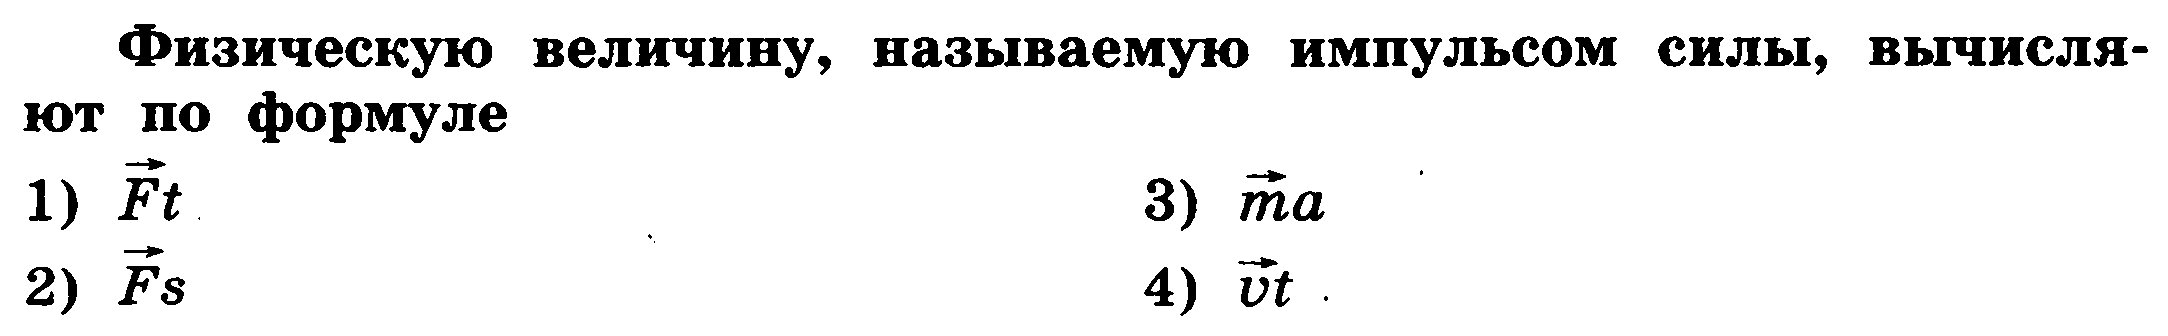 Физическую величину, называемую импульсом силы, вычисля-
ют по формуле
1) F⃗t 3) m⃗a
2) F⃗s 4) v⃗t